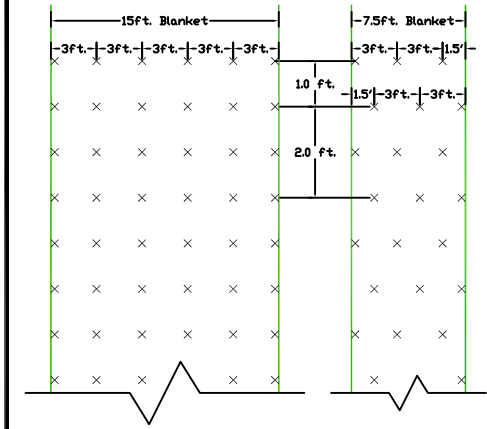 15ft. Blanket
7.5ft. Blanket
3ft. 3ft. 3ft. 3ft. 3ft.
3ft. 3ft. 1.5'
1.0 ft.
1.5' 3ft. 3ft.
2.0 ft.